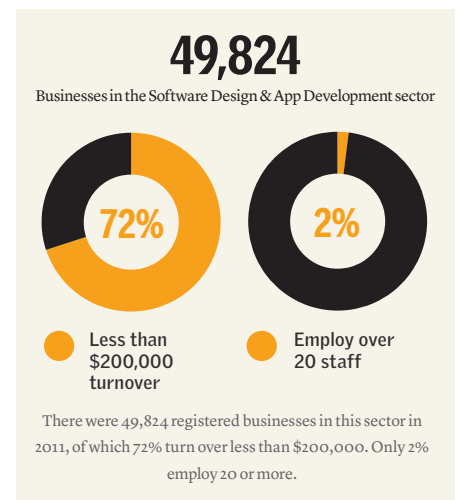 49,824
Businesses in the Software Design & App Development sector
72%
2%
Less than
$200,000
turnover
Employ over
20 staff
There were 49,824 registered businesses in this sector in
2011, of which 72% turn over less than $200,000. Only 2%
employ 20 or more.